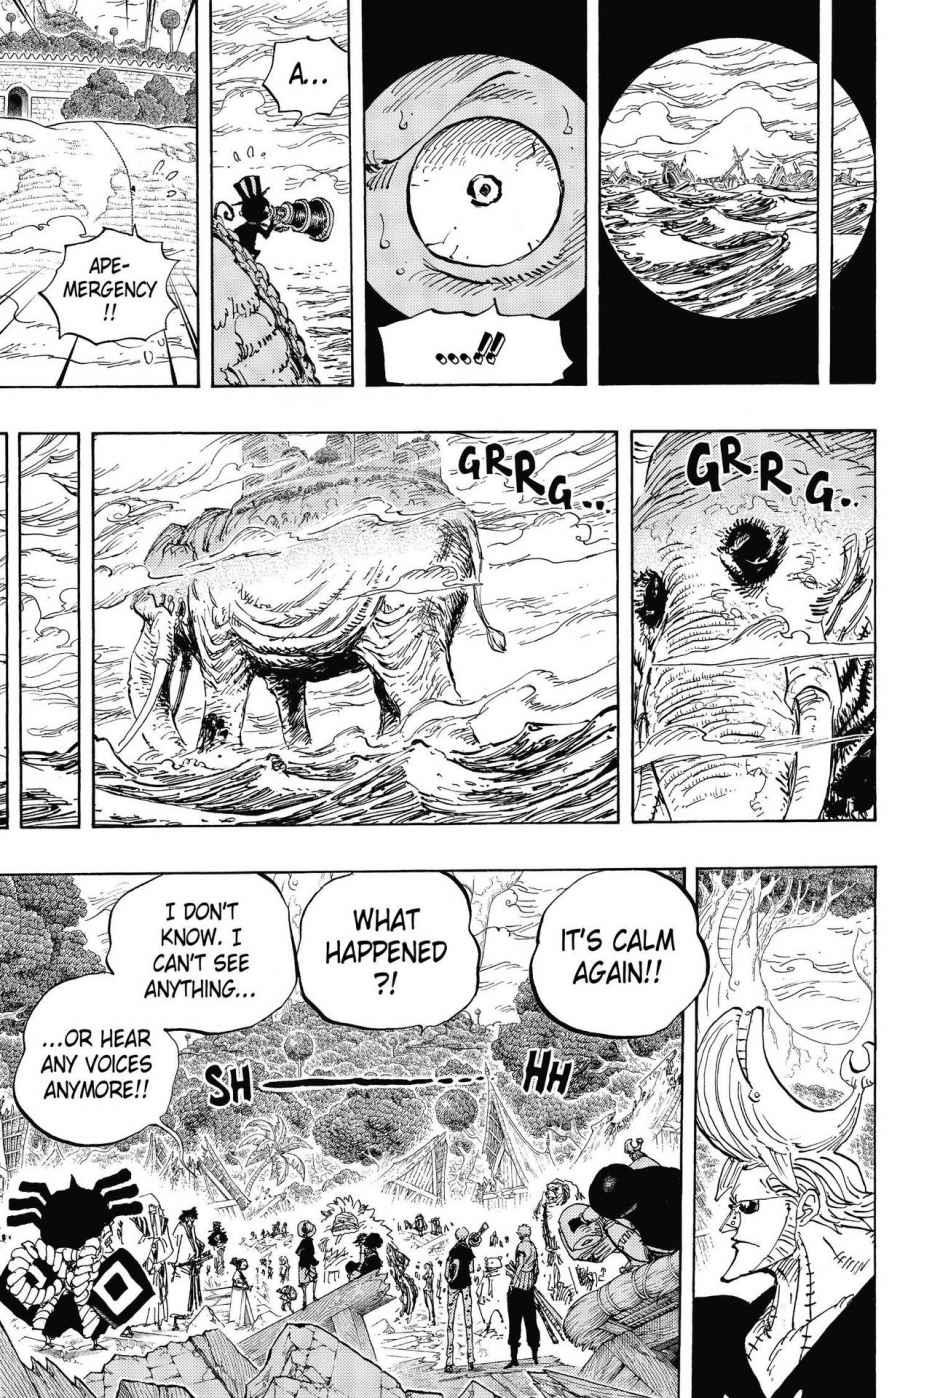 ...!!
A...
APE-
MERGENCY
!!
GRRG..
GRRG...
IT'S CALM
AGAIN!!
WHAT
HAPPENED
?!
I DON'T
KNOW. I
CAN'T SEE
ANYTHING...
...OR HEAR
ANY VOICES
ANYMORE!!
SH
HH